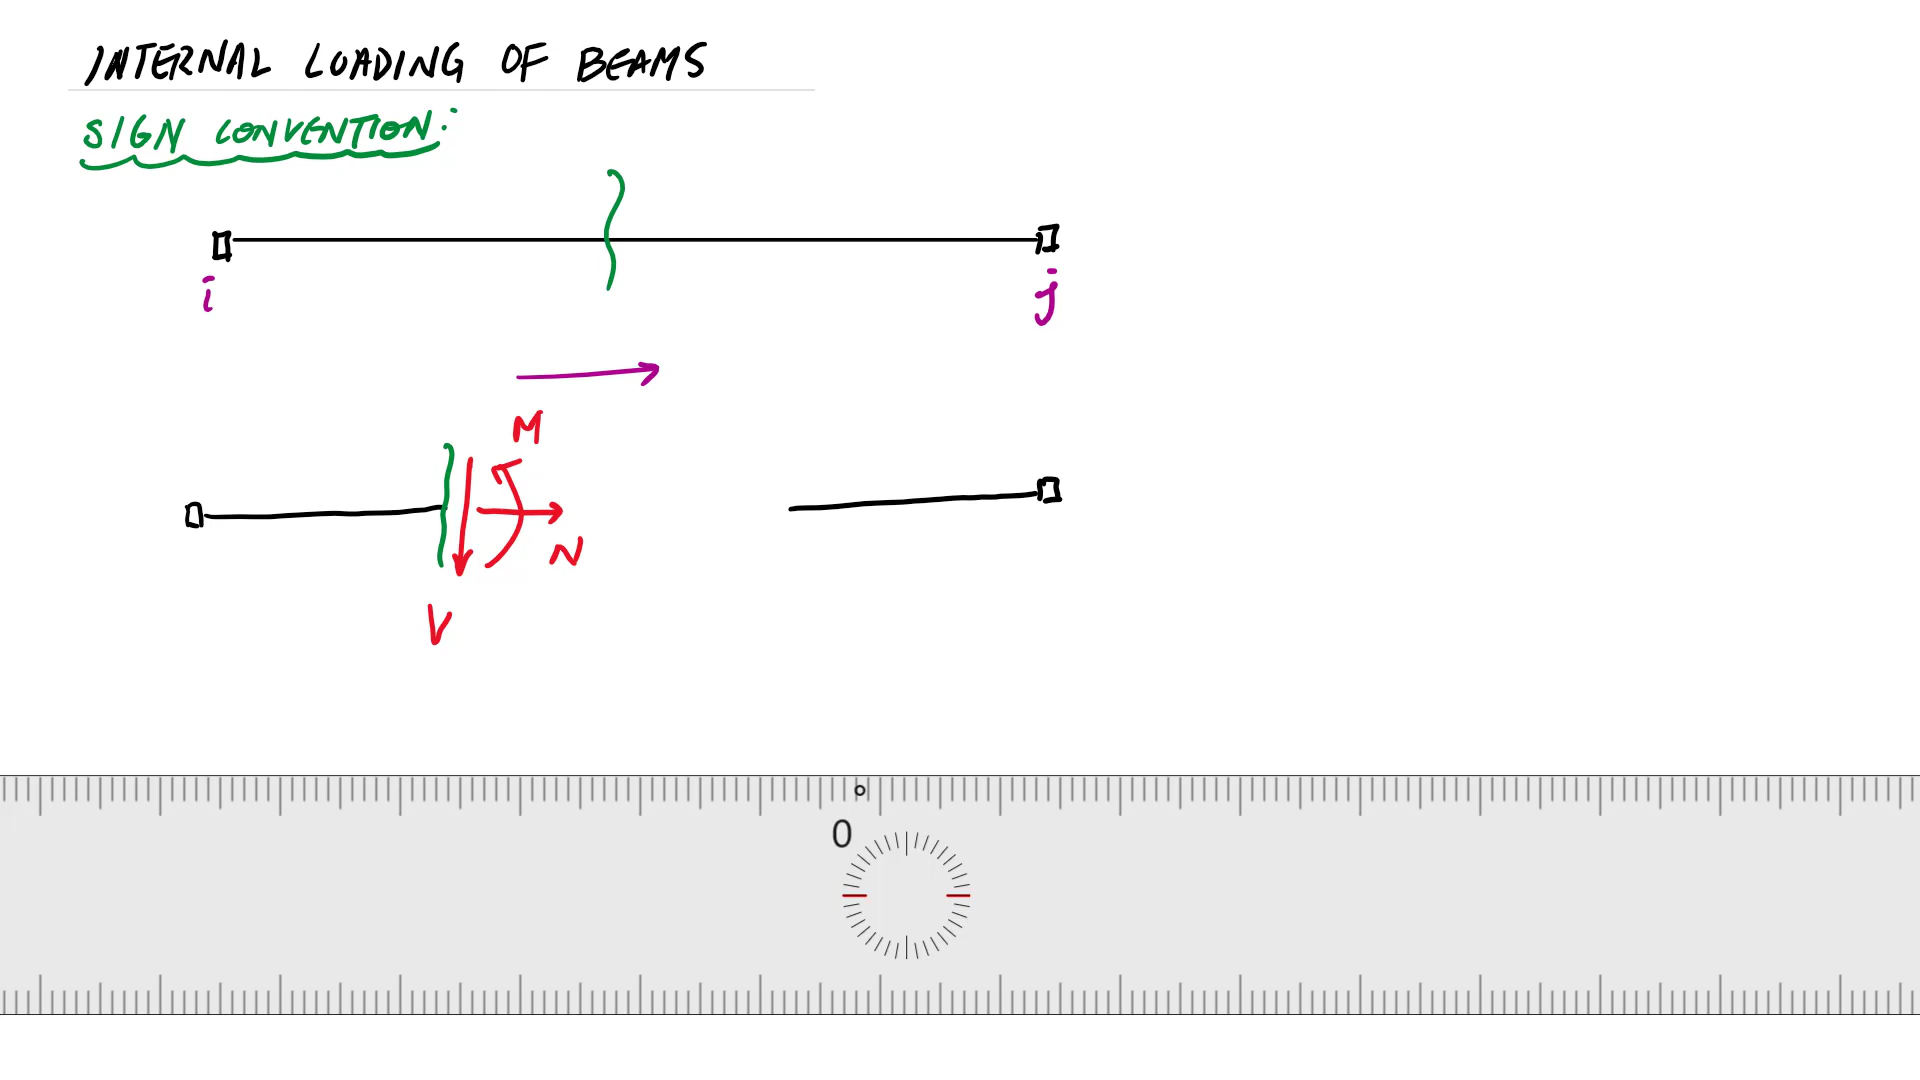 INTERNAL LOADING OF BEAMS
SIGN CONVENTION:
i
j
M
N
V
0